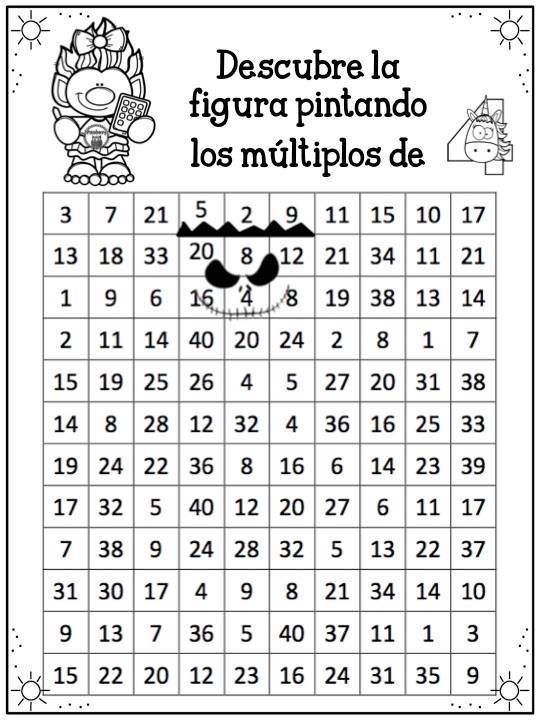 Descubre la
figura pintando
los múltiplos de
4
3 7 21 5 2 9 11 15 10 17
13 18 33 20 8 12 21 34 11 21
1 9 6 16 4 8 19 38 13 14
2 11 14 40 20 24 2 8 1 7
15 19 25 26 4 5 27 20 31 38
14 8 28 12 32 4 36 16 25 33
19 24 22 36 8 16 6 14 23 39
17 32 5 40 12 20 27 6 11 17
7 38 9 24 28 32 5 13 22 37
31 30 17 4 9 8 21 34 14 10
9 13 7 36 5 40 37 11 1 3
15 22 20 12 23 16 24 31 35 9